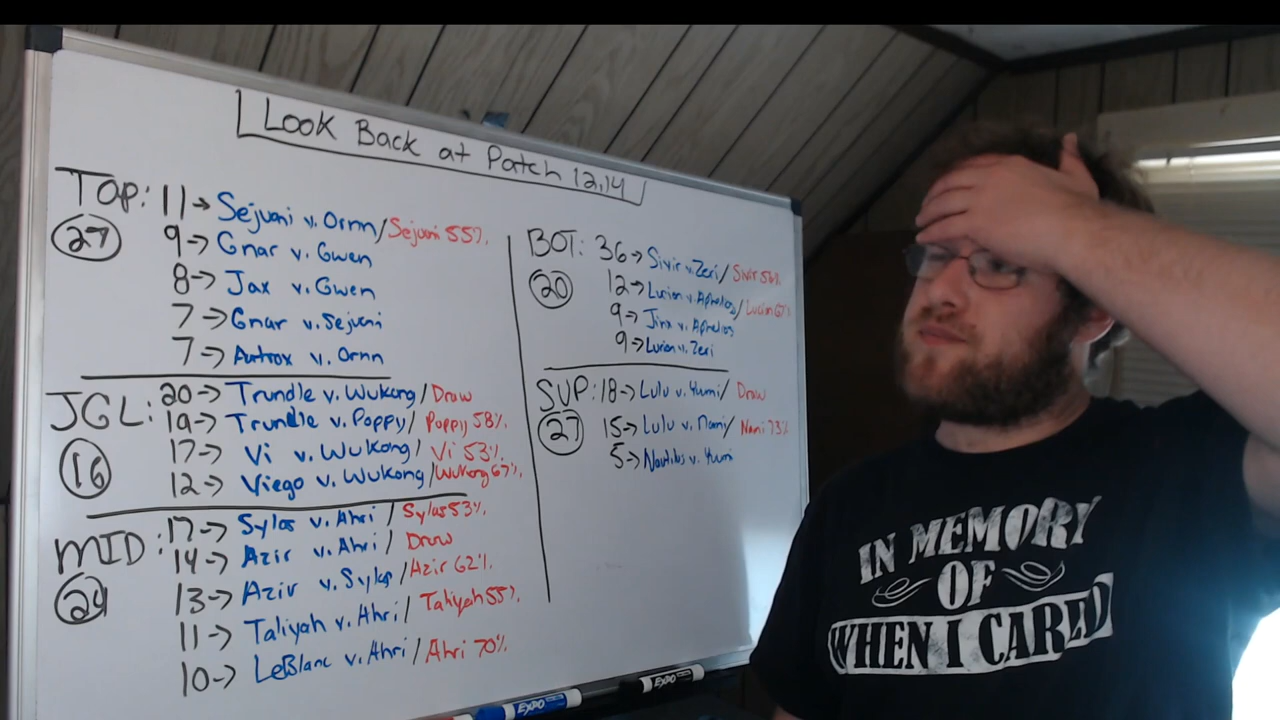 Look Back at Patch 12.14
TOP: 11→ Sejuani v. Ornn/Sejuani 55%
27
9→ Gnar v. Gwen
8→ Jax v. Gwen
7→ Gnar v. Sejuani
7→ Aatrox v. Ornn
JGL: 20→ Trundle v. Wukong/Draw
16
19→ Trundle v. Poppy/Poppy 58%
17→ Vi v. Wukong/Vi 53%
12→ Viego v. Wukong/Wukong 67%
MID: 17→ Sylas v. Ahri/Sylas 53%
14→ Azir v. Ahri/Draw
13→ Azir v. Sylas/Azir 62%
11→ Taliyah v. Ahri/Taliyah 55%
10→ LeBlanc v. Ahri/Ahri 70%
BOT: 36→ Sivir v. Zeri/Sivir 56%
20
12→ Lucian v. Aphelios/Lucian 67%
9→ Jinx v. Aphelios
9→ Lucian v. Zeri
SUP: 18→ Lulu v. Yumi/Draw
27
15→ Lulu v. Nami/Nami 73%
5→ Nautilus v. Yumi
EXPO
EXPO
IN MEMORY
OF
WHEN I CARED